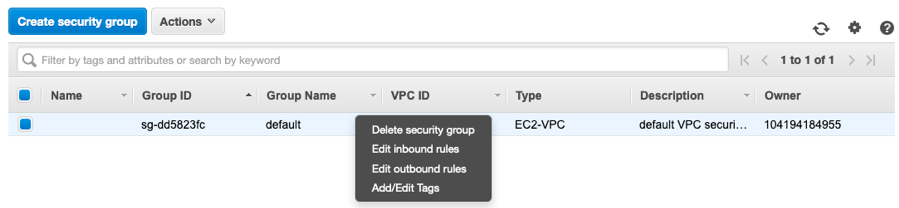 Create security group Actions
Filter by tags and attributes or search by keyword 1 to 1 of 1
Name Group ID Group Name VPC ID Type Description Owner
sg-dd5823fc default EC2-VPC default VPC securi... 104194184955
Delete security group
Edit inbound rules
Edit outbound rules
Add/Edit Tags